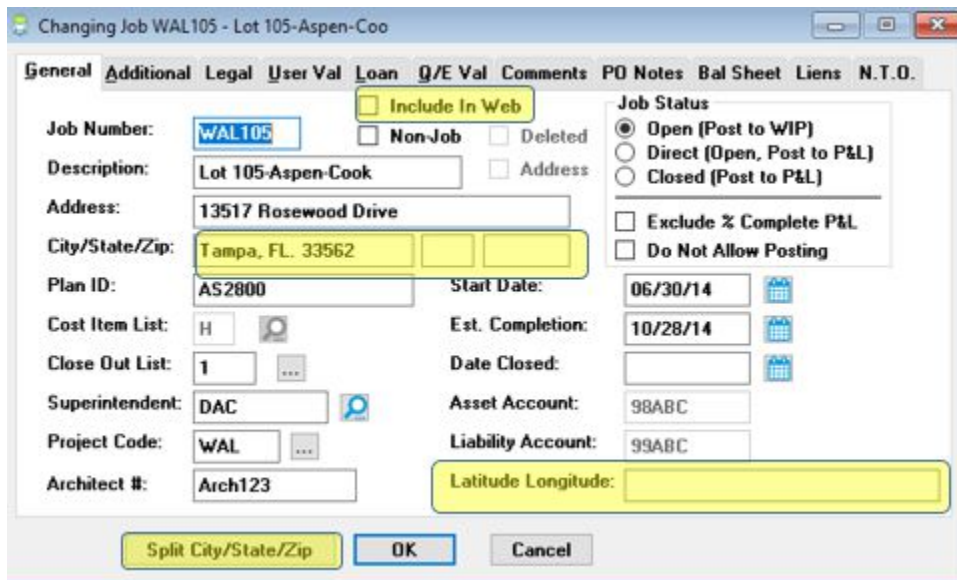 Changing Job WAL105 - Lot 105-Aspen-Coo
General Additional Legal User Val Loan Q/E Val Comments PO Notes Bal Sheet Liens N.T.O.
Include In Web
Job Status
Job Number: WAL105 Non-Job Deleted
Open (Post to WIP)
Direct (Open, Post to P&L)
Description: Lot 105-Aspen-Cook Address
Closed (Post to P&L)
Address: 13517 Rosewood Drive
Exclude % Complete P&L
City/State/Zip: Tampa, FL. 33562
Do Not Allow Posting
Plan ID: AS2800 Start Date: 06/30/14
Cost Item List: H Est. Completion: 10/28/14
Close Out List: 1 ... Date Closed:
Superintendent: DAC Asset Account: 98ABC
Project Code: WAL ... Liability Account: 99ABC
Architect #: Arch123 Latitude Longitude:
Split City/State/Zip OK Cancel